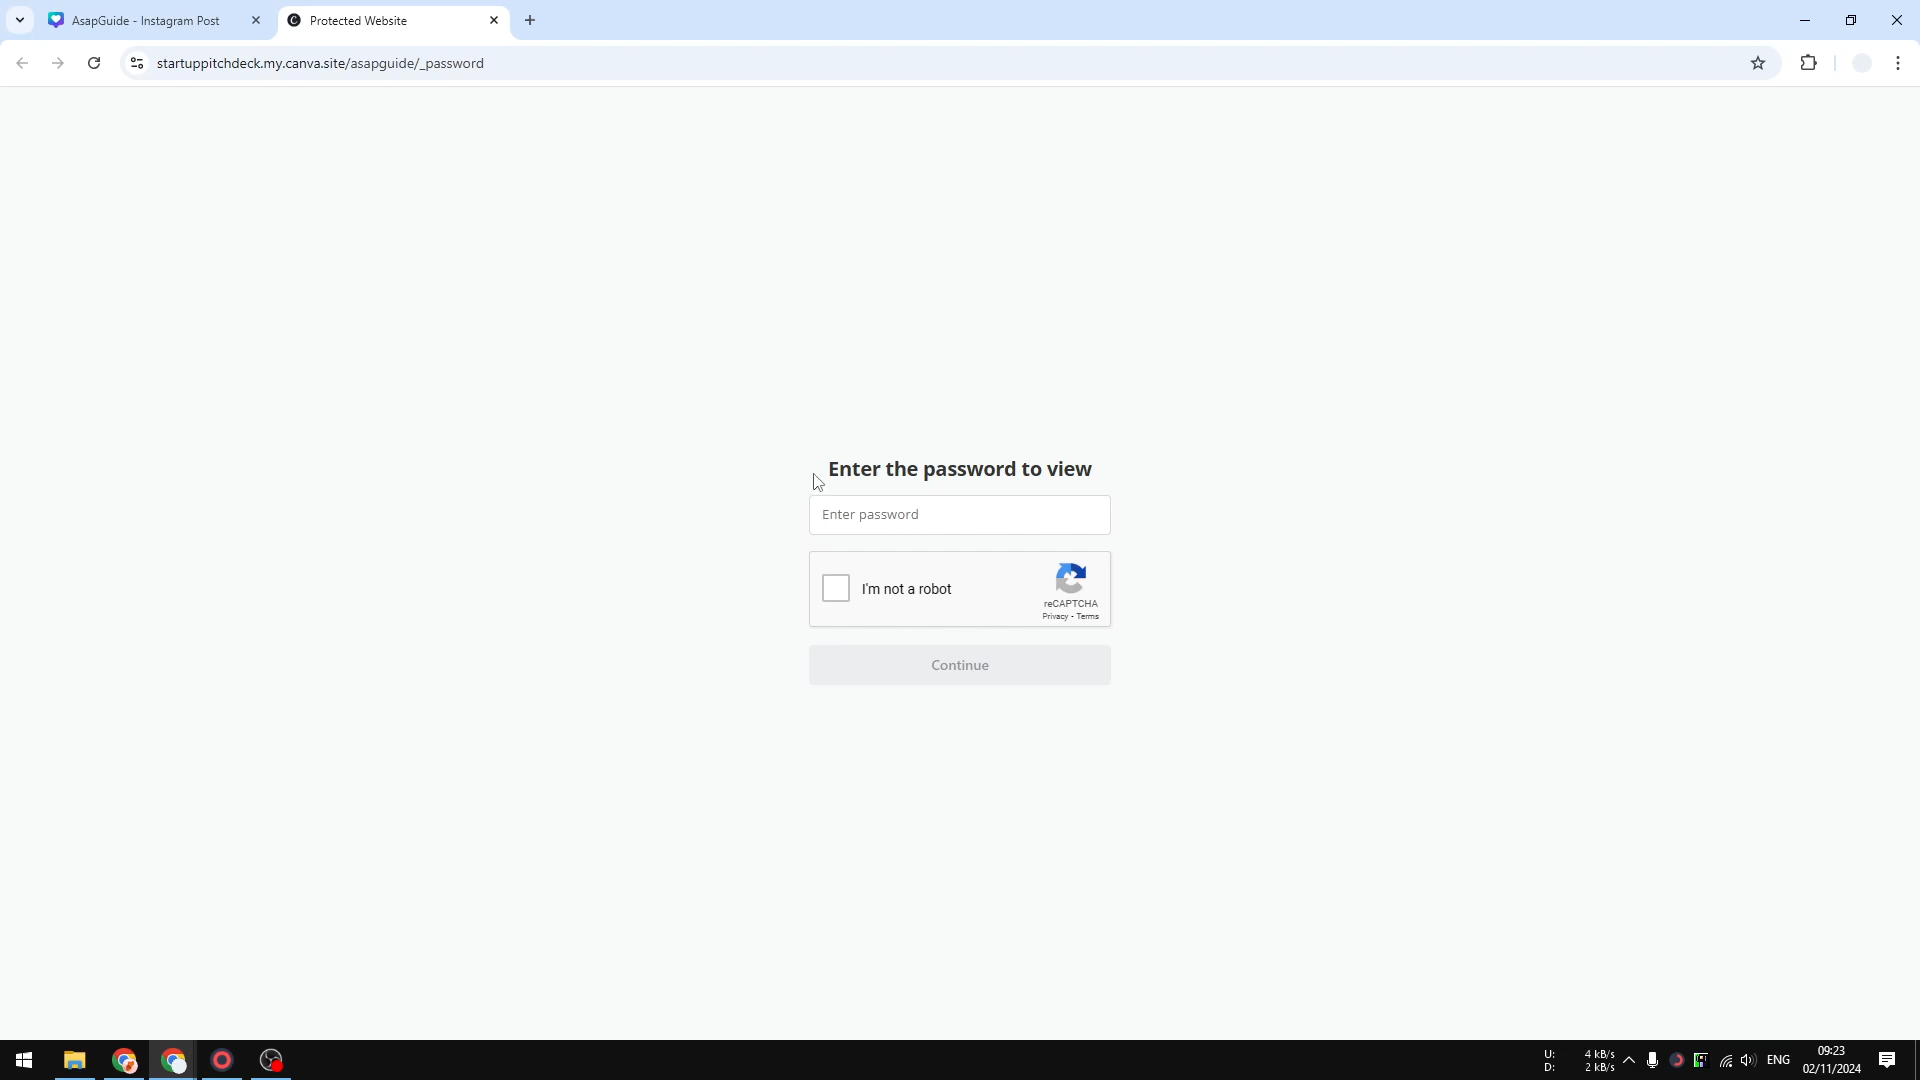 AsapGuide - Instagram Post
Protected Website
startuppitchdeck.my.canva.site/asapguide/_password
Enter the password to view
Enter password
I'm not a robot
reCAPTCHA
Privacy - Terms
Continue
U: 4 kB/s
D: 2 kB/s
ENG
09:23
02/11/2024